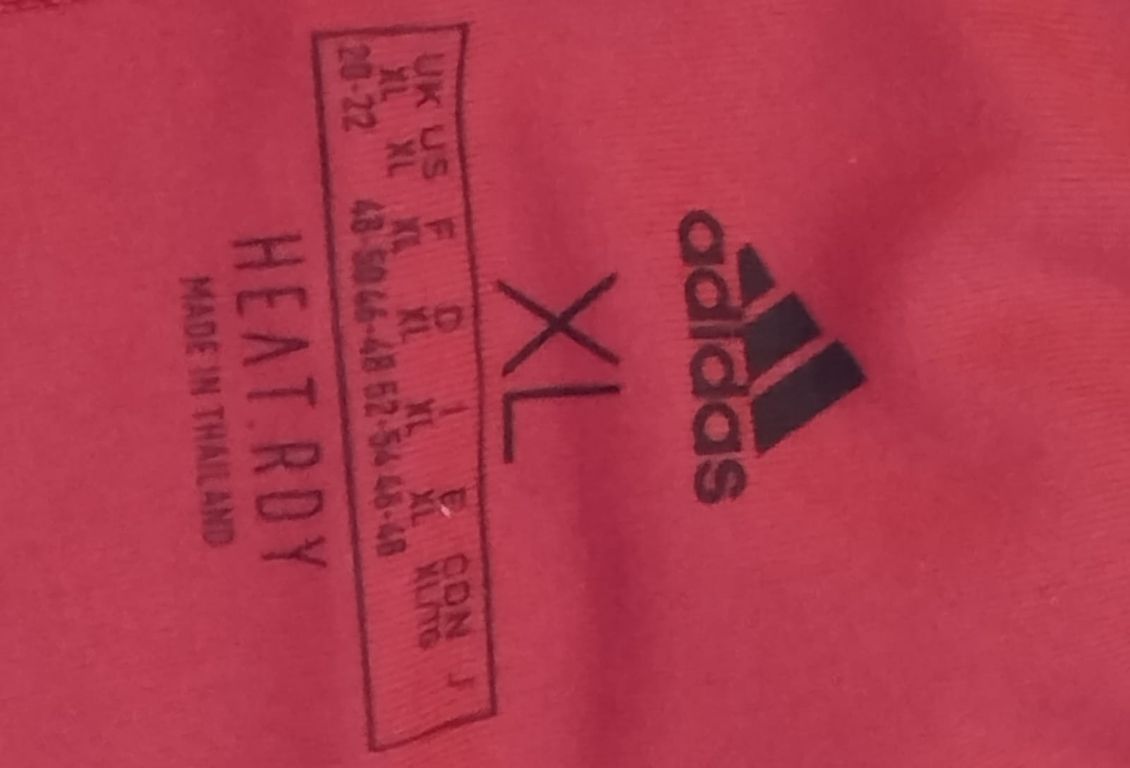 adidas
XL
UK US F D I E CDN J
XL XL XL XL XL XL XL/TG
20-22 48-50 46-48 52-54 46-48
HEAT.RDY
MADE IN THAILAND